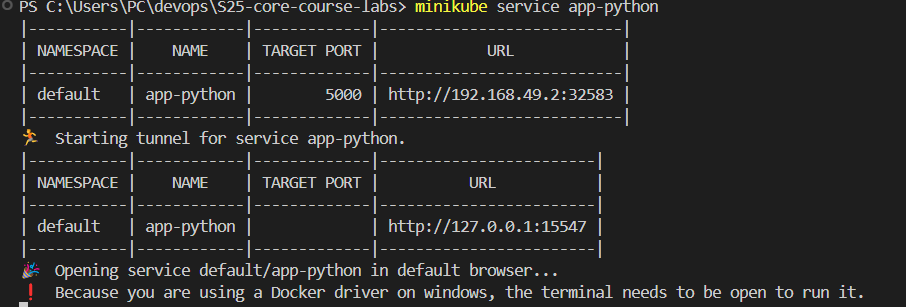 PS C:\Users\PC\devops\S25-core-course-labs> minikube service app-python
|-----------|------------|-------------|---------------------------|
| NAMESPACE |    NAME    | TARGET PORT |            URL            |
|-----------|------------|-------------|---------------------------|
| default   | app-python |        5000 | http://192.168.49.2:32583 |
|-----------|------------|-------------|---------------------------|
🏃  Starting tunnel for service app-python.
|-----------|------------|-------------|------------------------|
| NAMESPACE |    NAME    | TARGET PORT |          URL           |
|-----------|------------|-------------|------------------------|
| default   | app-python |             | http://127.0.0.1:15547 |
|-----------|------------|-------------|------------------------|
🎉  Opening service default/app-python in default browser...
❗  Because you are using a Docker driver on windows, the terminal needs to be open to run it.